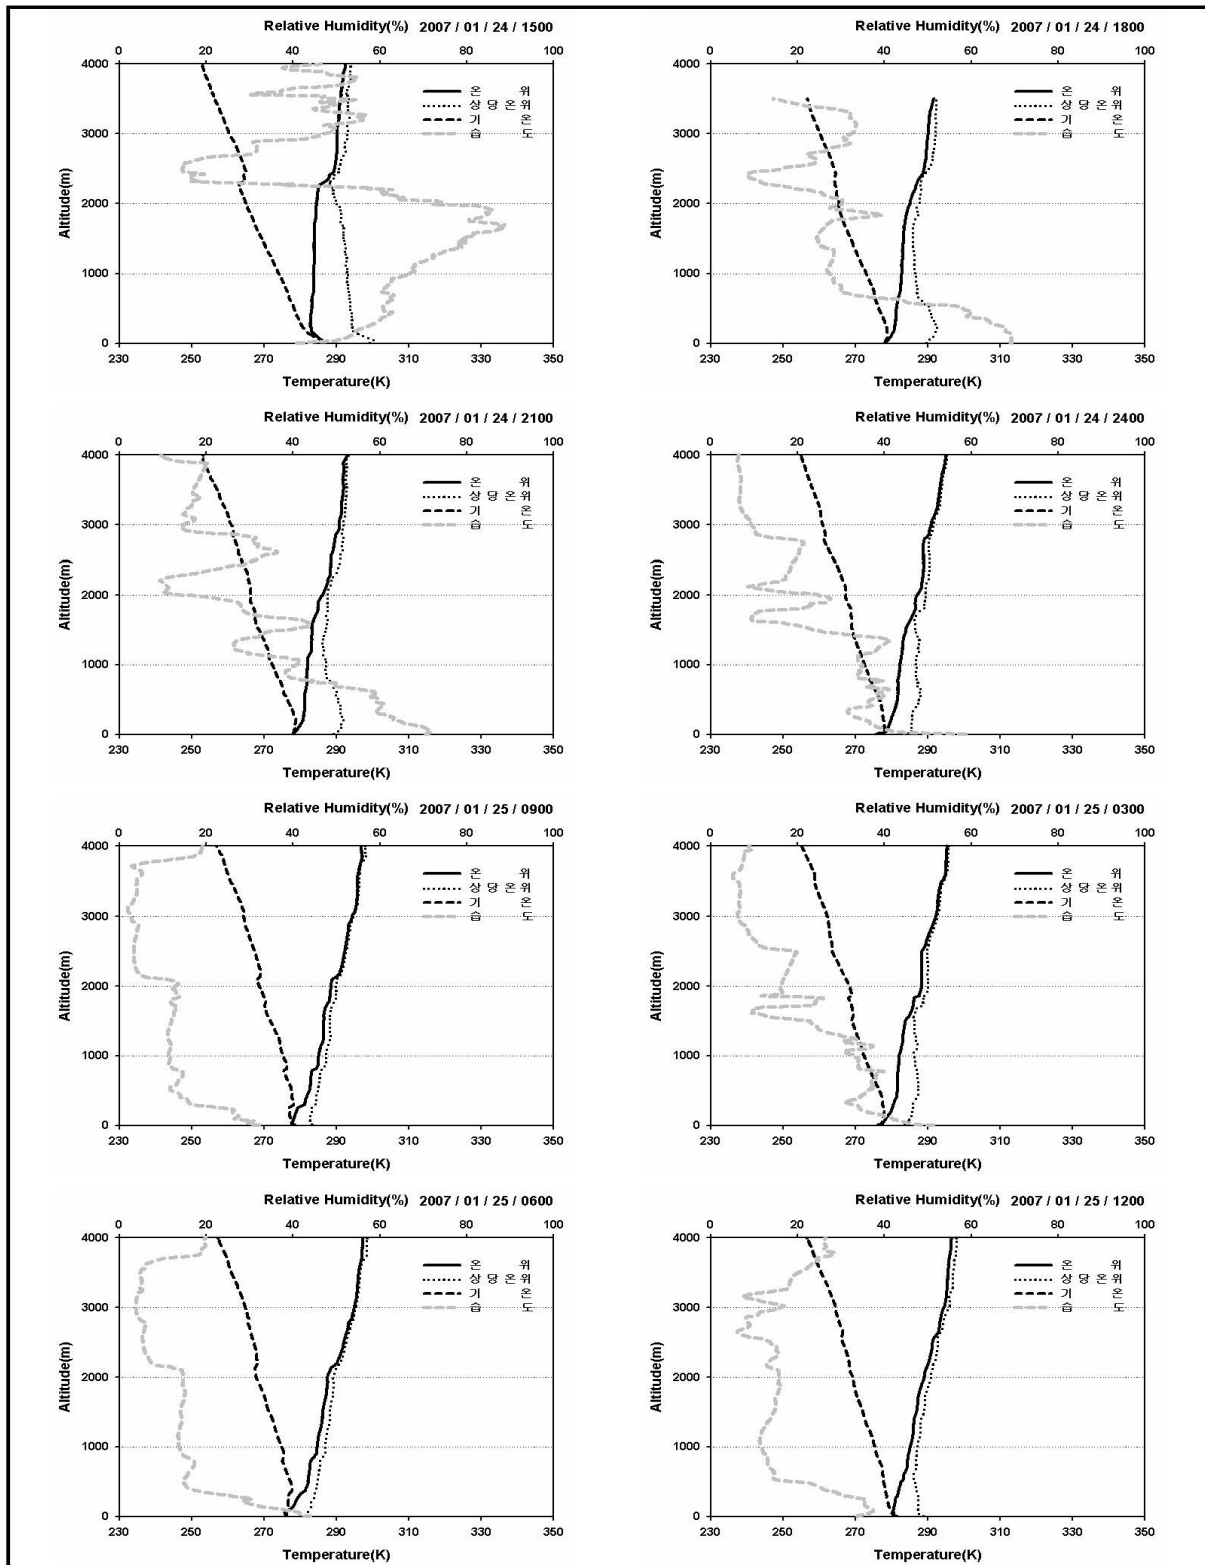 Relative Humidity(%) 2007 / 01 / 24 / 1500
0 20 40 60 80 100
4000
3000
2000
1000
0
Altitude(m)
온 위
상 당 온 위
기 온
습 도
230 250 270 290 310 330 350
Temperature(K)
Relative Humidity(%) 2007 / 01 / 24 / 1800
0 20 40 60 80 100
4000
3000
2000
1000
0
Altitude(m)
온 위
상 당 온 위
기 온
습 도
230 250 270 290 310 330 350
Temperature(K)
Relative Humidity(%) 2007 / 01 / 24 / 2100
0 20 40 60 80 100
4000
3000
2000
1000
0
Altitude(m)
온 위
상 당 온 위
기 온
습 도
230 250 270 290 310 330 350
Temperature(K)
Relative Humidity(%) 2007 / 01 / 24 / 2400
0 20 40 60 80 100
4000
3000
2000
1000
0
Altitude(m)
온 위
상 당 온 위
기 온
습 도
230 250 270 290 310 330 350
Temperature(K)
Relative Humidity(%) 2007 / 01 / 25 / 0900
0 20 40 60 80 100
4000
3000
2000
1000
0
Altitude(m)
온 위
상 당 온 위
기 온
습 도
230 250 270 290 310 330 350
Temperature(K)
Relative Humidity(%) 2007 / 01 / 25 / 0300
0 20 40 60 80 100
4000
3000
2000
1000
0
Altitude(m)
온 위
상 당 온 위
기 온
습 도
230 250 270 290 310 330 350
Temperature(K)
Relative Humidity(%) 2007 / 01 / 25 / 0600
0 20 40 60 80 100
4000
3000
2000
1000
0
Altitude(m)
온 위
상 당 온 위
기 온
습 도
230 250 270 290 310 330 350
Temperature(K)
Relative Humidity(%) 2007 / 01 / 25 / 1200
0 20 40 60 80 100
4000
3000
2000
1000
0
Altitude(m)
온 위
상 당 온 위
기 온
습 도
230 250 270 290 310 330 350
Temperature(K)